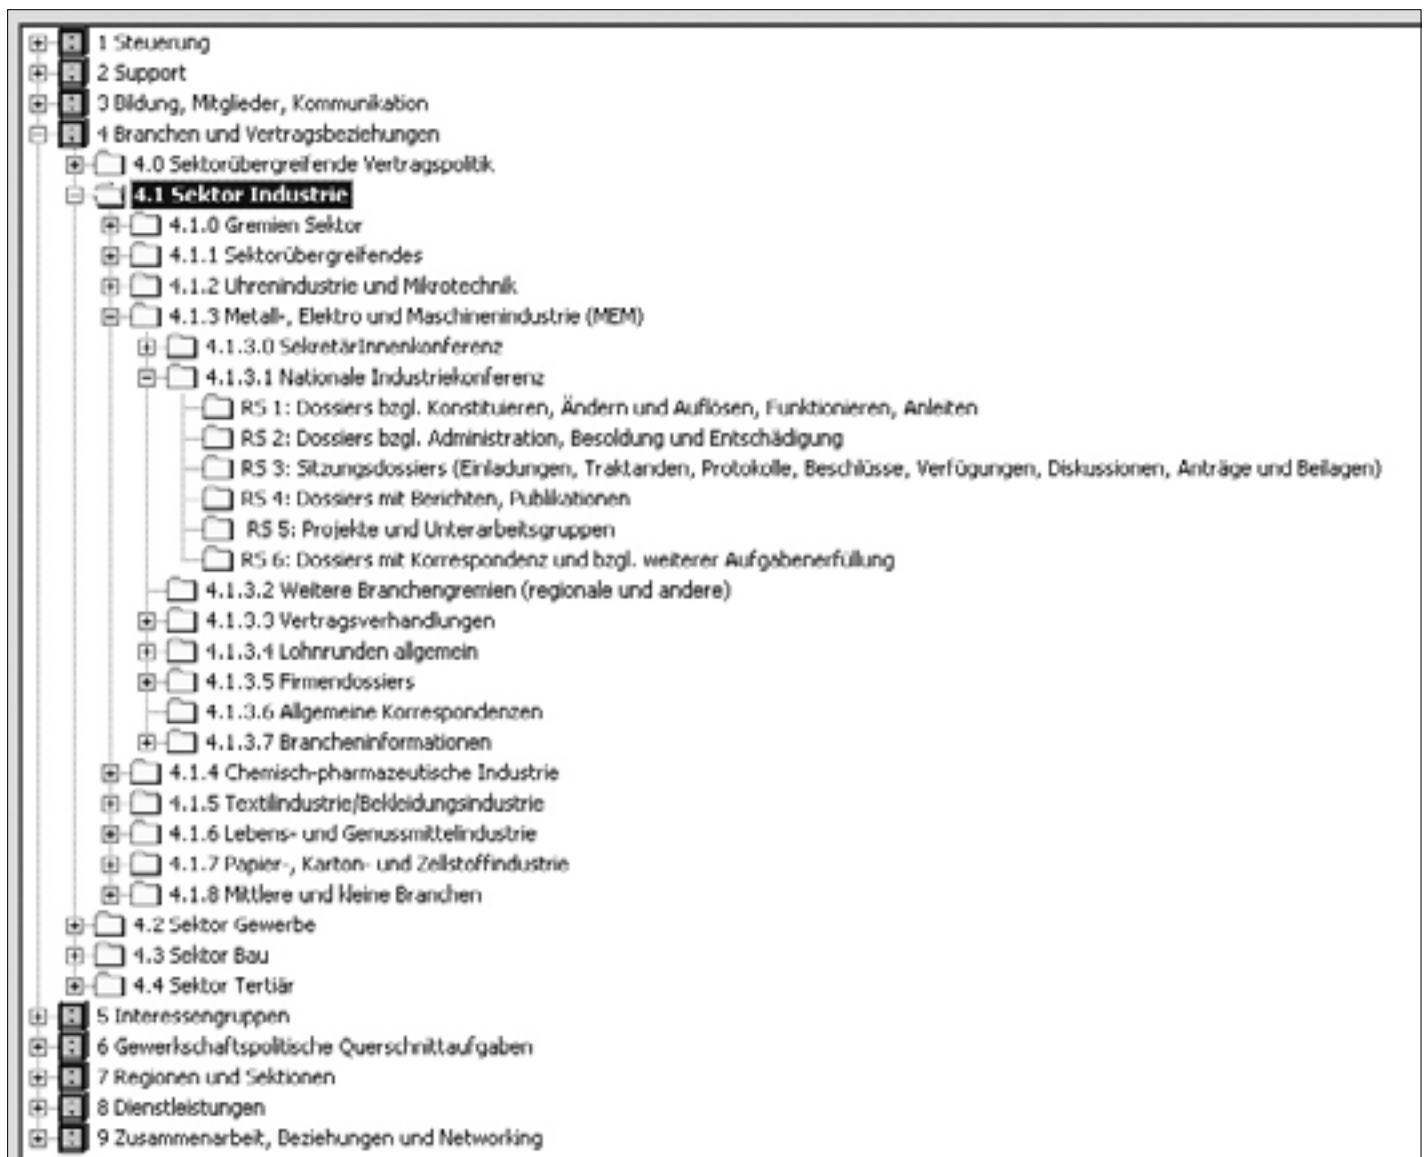 1 Steuerung
2 Support
3 Bildung, Mitglieder, Kommunikation
4 Branchen und Vertragsbeziehungen
4.0 Sektorübergreifende Vertragspolitik
4.1 Sektor Industrie
4.1.0 Gremien Sektor
4.1.1 Sektorübergreifendes
4.1.2 Uhrenindustrie und Mikrotechnik
4.1.3 Metall-, Elektro und Maschinenindustrie (MEM)
4.1.3.0 SekretärInnenkonferenz
4.1.3.1 Nationale Industriekonferenz
RS 1: Dossiers bzgl. Konstituieren, Ändern und Auflösen, Funktionieren, Anleiten
RS 2: Dossiers bzgl. Administration, Besoldung und Entschädigung
RS 3: Sitzungsdossiers (Einladungen, Traktanden, Protokolle, Beschlüsse, Verfügungen, Diskussionen, Anträge und Beilagen)
RS 4: Dossiers mit Berichten, Publikationen
RS 5: Projekte und Unterarbeitsgruppen
RS 6: Dossiers mit Korrespondenz und bzgl. weiterer Aufgabenerfüllung
4.1.3.2 Weitere Branchengremien (regionale und andere)
4.1.3.3 Vertragsverhandlungen
4.1.3.4 Lohnrunden allgemein
4.1.3.5 Firmendossiers
4.1.3.6 Allgemeine Korrespondenzen
4.1.3.7 Brancheninformationen
4.1.4 Chemisch-pharmazeutische Industrie
4.1.5 Textilindustrie/Bekleidungsindustrie
4.1.6 Lebens- und Genussmittelindustrie
4.1.7 Papier-, Karton- und Zellstoffindustrie
4.1.8 Mittlere und kleine Branchen
4.2 Sektor Gewerbe
4.3 Sektor Bau
4.4 Sektor Tertiär
5 Interessengruppen
6 Gewerkschaftspolitische Querschnittaufgaben
7 Regionen und Sektionen
8 Dienstleistungen
9 Zusammenarbeit, Beziehungen und Networking